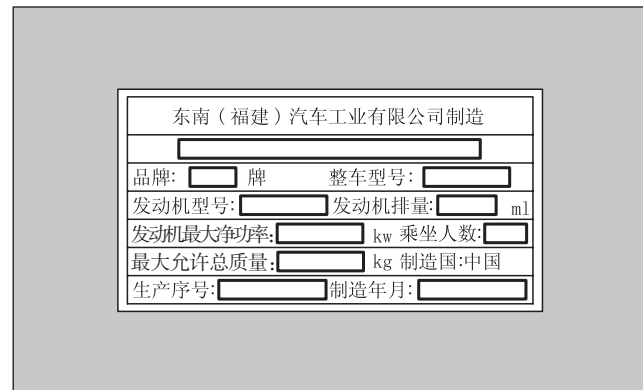 东南（福建）汽车工业有限公司制造
品牌: 牌 整车型号:
发动机型号: 发动机排量: ml
发动机最大净功率: kw 乘坐人数:
最大允许总质量: kg 制造国:中国
生产序号: 制造年月: